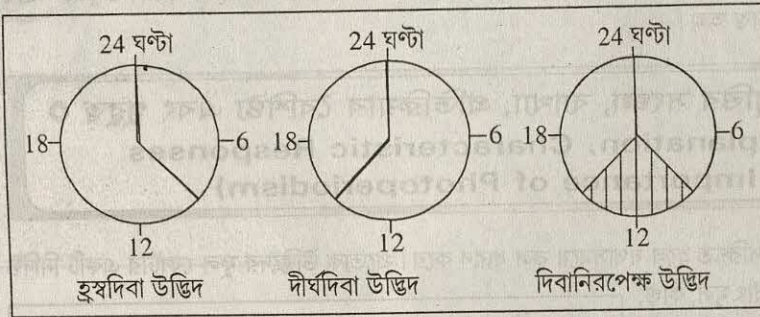 24 ঘণ্টা 24 ঘণ্টা 24 ঘণ্টা
18 6 18 6 18 6
12 12 12
হ্রস্বদিবা উদ্ভিদ দীর্ঘদিবা উদ্ভিদ দিবানিরপেক্ষ উদ্ভিদ